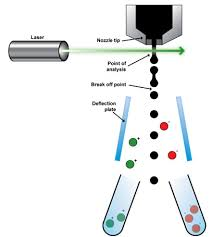 Nozzle tip
Laser
Point of
analysis
Break off point
Deflection
plate